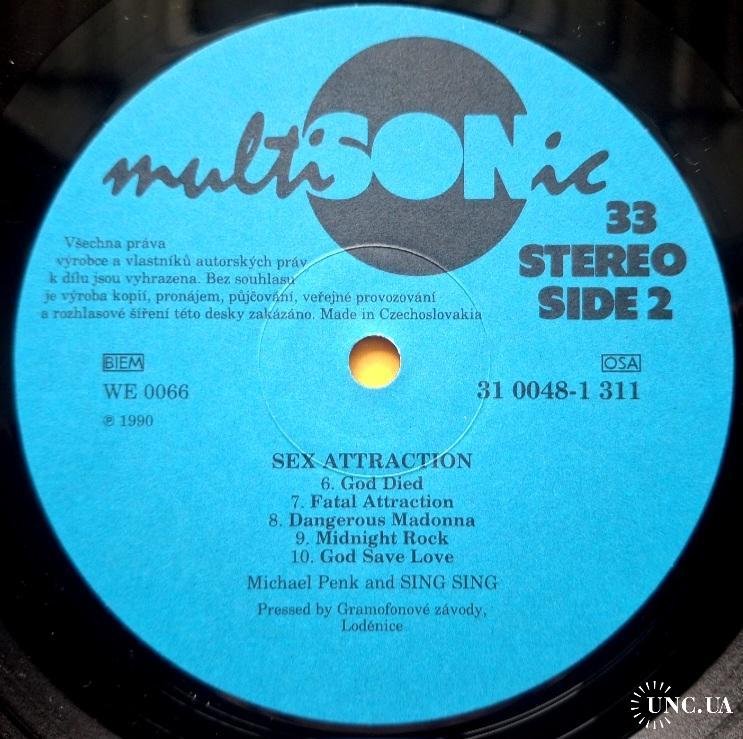 multiSONic
33
STEREO
SIDE 2
Všechna práva
výrobce a vlastníků autorských práv
k dílu jsou vyhrazena. Bez souhlasu
je výroba kopií, pronájem, půjčování, veřejné provozování
a rozhlasové šíření této desky zakázáno. Made in Czechoslovakia
BIEM
OSA
WE 0066
31 0048-1 311
℗ 1990
SEX ATTRACTION
6. God Died
7. Fatal Attraction
8. Dangerous Madonna
9. Midnight Rock
10. God Save Love
Michael Penk and SING SING
Pressed by Gramofonové závody,
Loděnice
UNC.UA